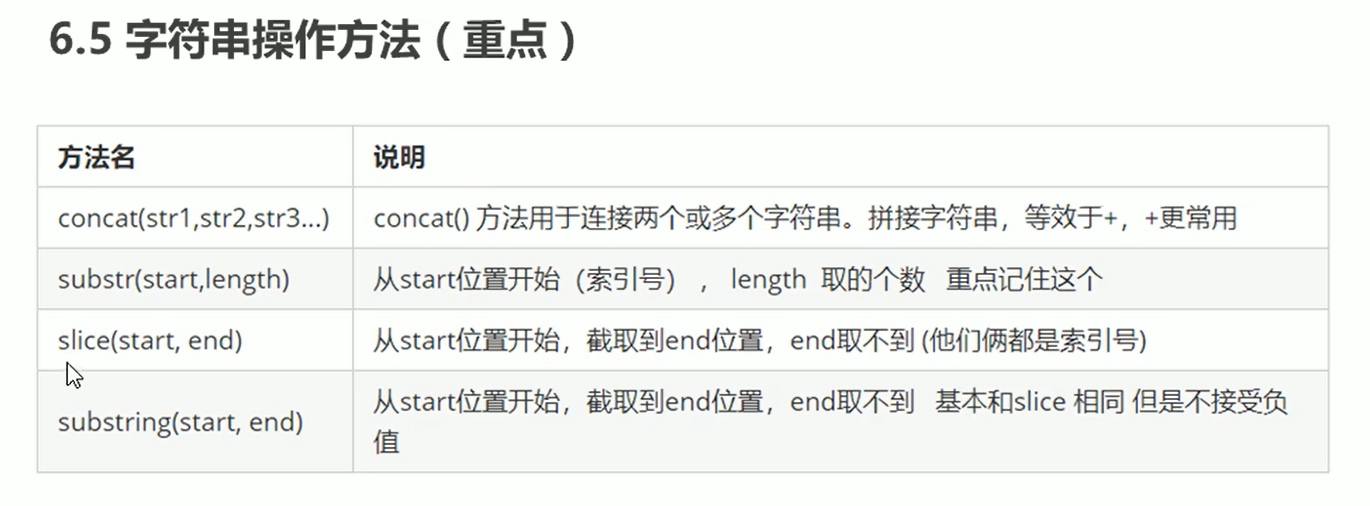 6.5 字符串操作方法（重点）
方法名 说明
concat(str1,str2,str3...) concat() 方法用于连接两个或多个字符串。拼接字符串，等效于+，+更常用
substr(start,length) 从start位置开始（索引号），length 取的个数 重点记住这个
slice(start, end) 从start位置开始，截取到end位置，end取不到 (他们俩都是索引号)
substring(start, end) 从start位置开始，截取到end位置，end取不到 基本和slice 相同 但是不接受负
值